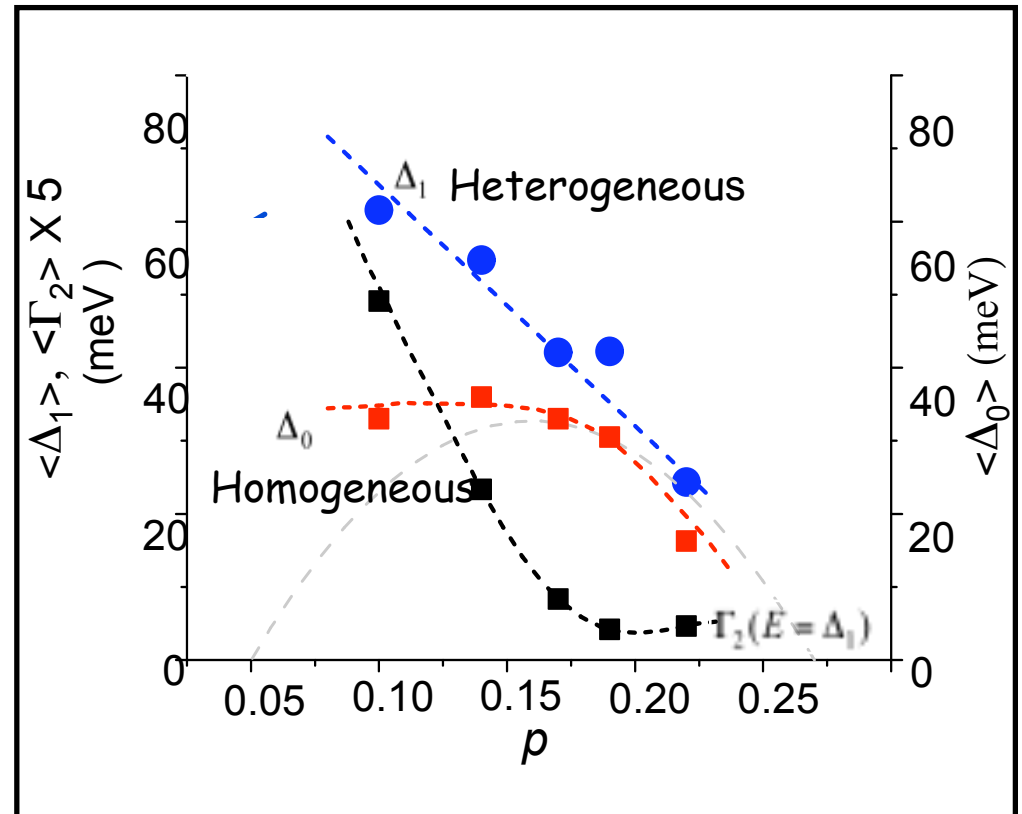 <Δ₁>, <Γ₂> X 5
(meV )
80
60
40
20
0
Δ₁ Heterogeneous
Δ₀
Homogeneous
Γ₂(E = Δ₁)
80
60
40
20
0
<Δ₀> (meV)
0.05 0.10 0.15 0.20 0.25
p